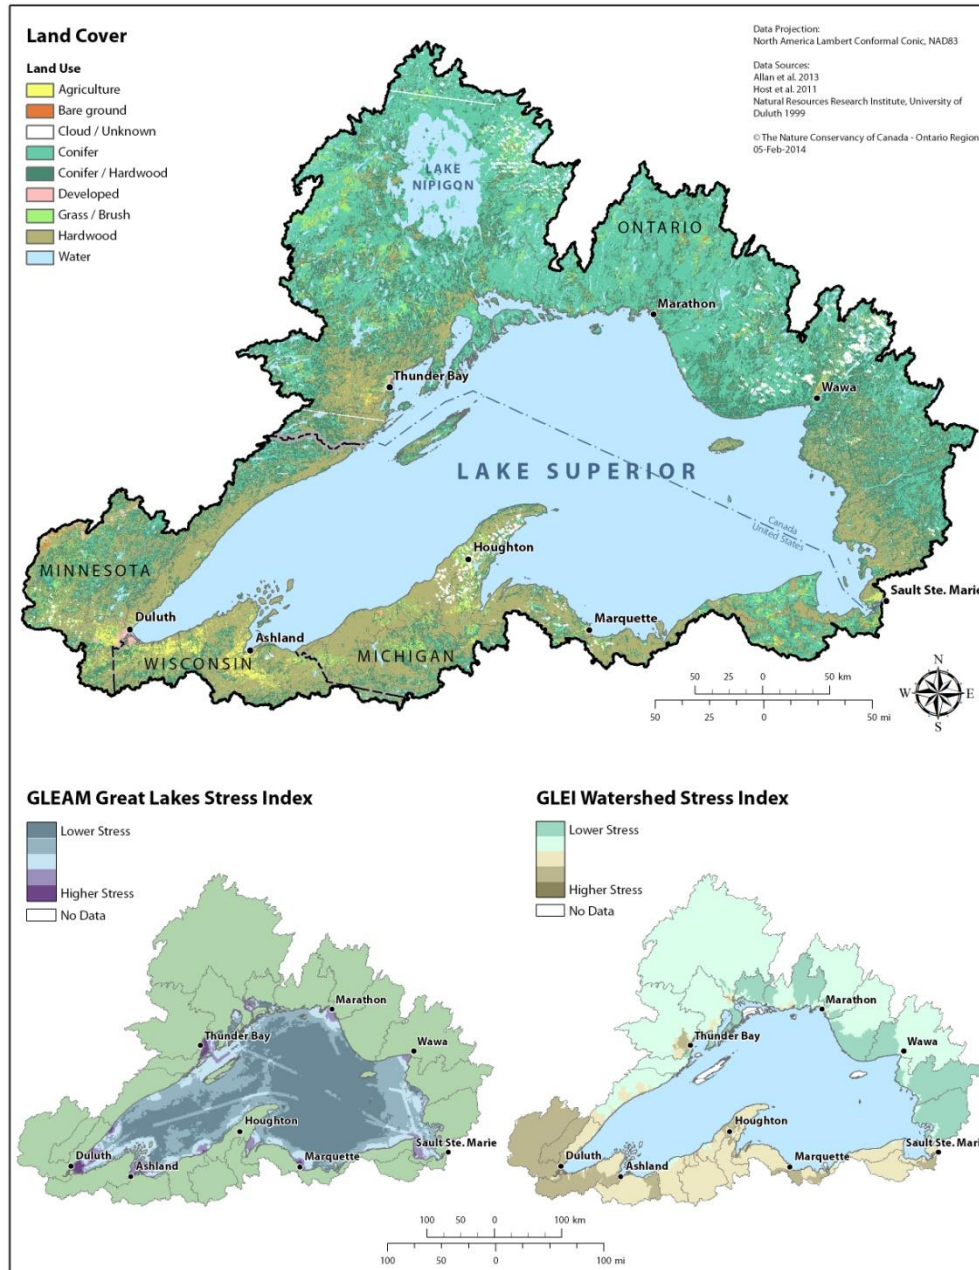 Land Cover
Land Use
Agriculture
Bare ground
Cloud / Unknown
Conifer
Conifer / Hardwood
Developed
Grass / Brush
Hardwood
Water
Data Projection:
North America Lambert Conformal Conic, NAD83
Data Sources:
Allan et al. 2013
Host et al. 2011
Natural Resources Research Institute, University of
Duluth 1999
© The Nature Conservancy of Canada - Ontario Region
05-Feb-2014
LAKE
NIPIGON
ONTARIO
Marathon
Thunder Bay
Wawa
LAKE SUPERIOR
Canada
United States
Houghton
MINNESOTA
Sault Ste. Marie
Duluth
Marquette
Ashland
WISCONSIN
MICHIGAN
50 25 0 50 km
50 25 0 50 mi
N
W E
S
GLEAM Great Lakes Stress Index
Lower Stress
Higher Stress
No Data
Marathon
Thunder Bay
Wawa
Houghton
Sault Ste. Marie
Duluth
Ashland
Marquette
GLEI Watershed Stress Index
Lower Stress
Higher Stress
No Data
Marathon
Thunder Bay
Wawa
Houghton
Sault Ste. Marie
Duluth
Ashland
Marquette
100 50 0 100 km
100 50 0 100 mi